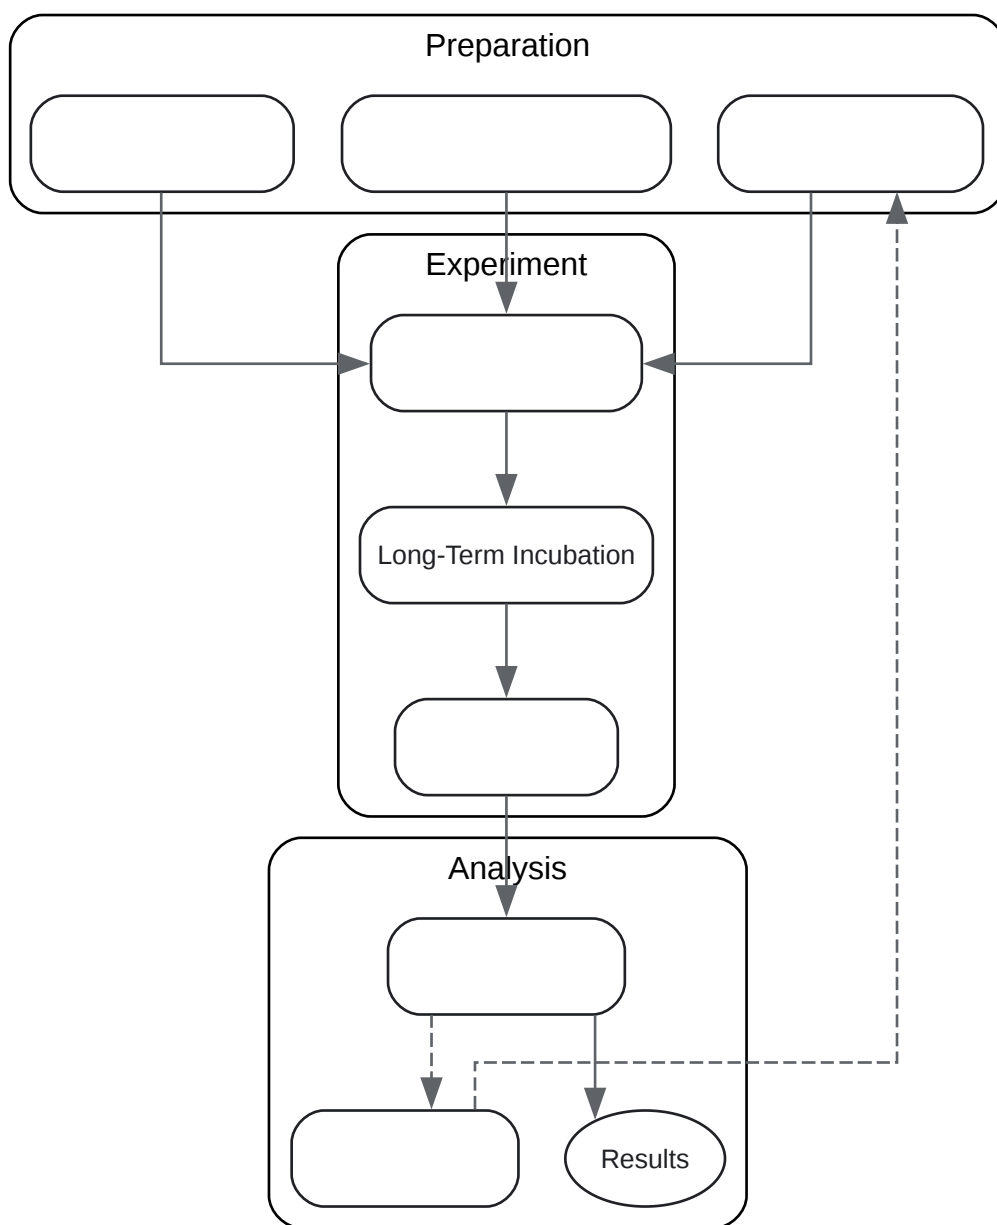 Preparation
Experiment
Long-Term Incubation
Analysis
Results